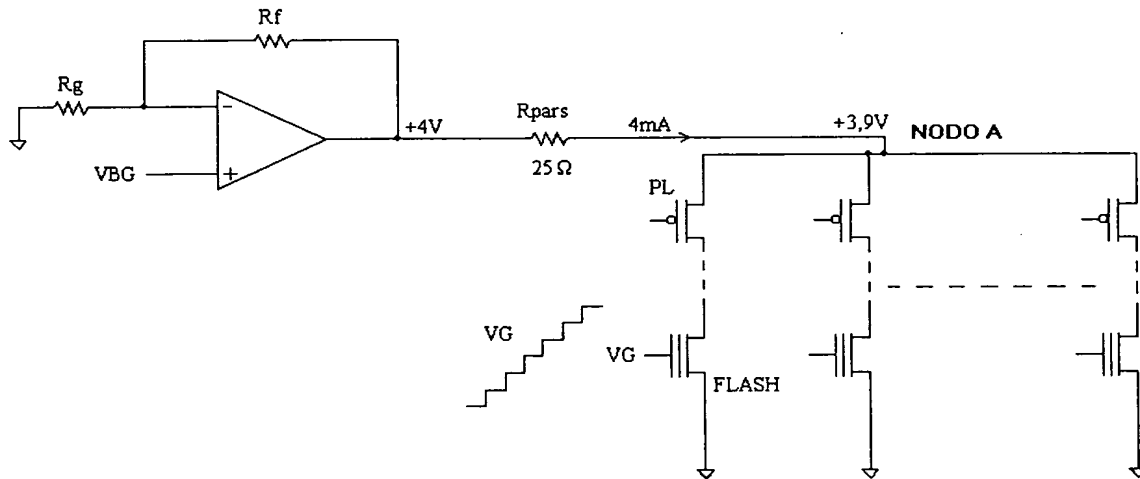 Rf
Rg
Rpars
+4V
4mA
+3,9V
NODO A
VBG
25 Ω
PL
VG
VG
FLASH